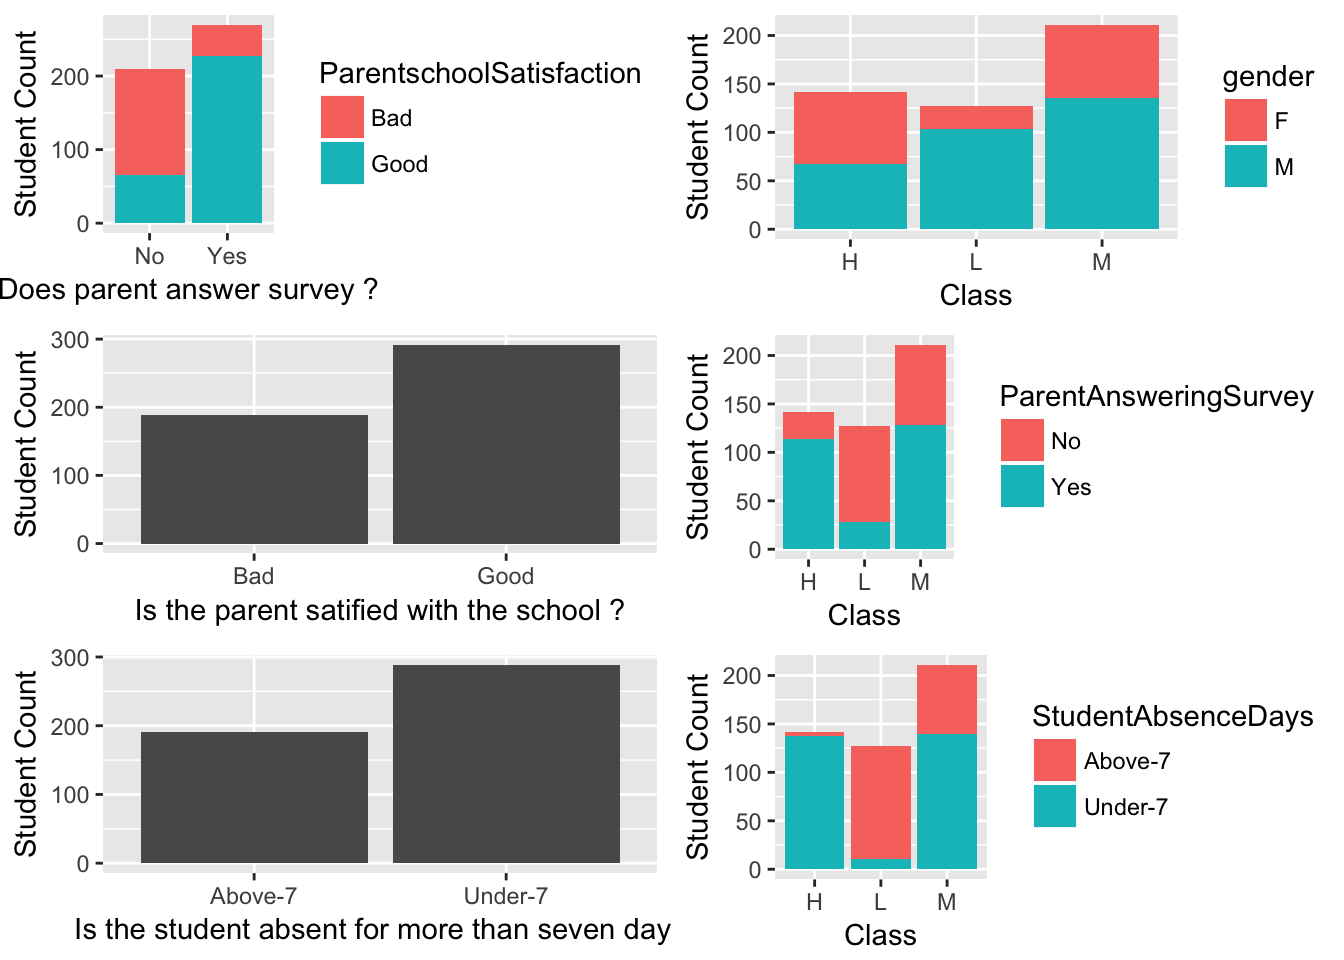 Student Count
200
100
0
No
Yes
Does parent answer survey ?
ParentschoolSatisfaction
Bad
Good
Student Count
200
150
100
50
0
H
L
M
Class
gender
F
M
Student Count
300
200
100
0
Bad
Good
Is the parent satified with the school ?
Student Count
200
150
100
50
0
H
L
M
Class
ParentAnsweringSurvey
No
Yes
Student Count
300
200
100
0
Above-7
Under-7
Is the student absent for more than seven day
Student Count
200
150
100
50
0
H
L
M
Class
StudentAbsenceDays
Above-7
Under-7